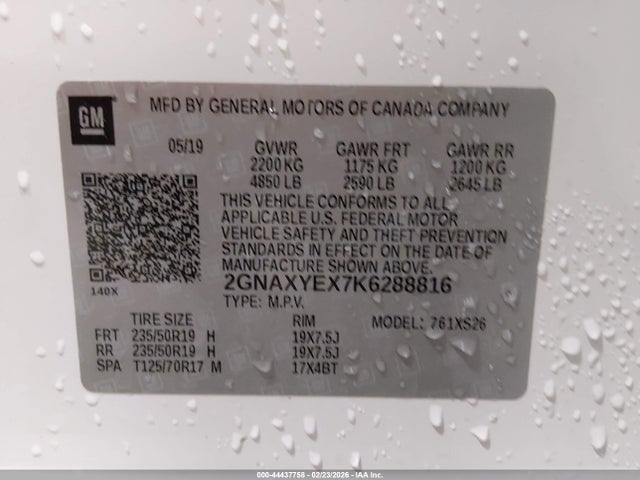 GM
MFD BY GENERAL MOTORS OF CANADA COMPANY
05/19 GVWR GAWR FRT GAWR RR
2200 KG 1175 KG 1200 KG
4850 LB 2590 LB 2645 LB
THIS VEHICLE CONFORMS TO ALL
APPLICABLE U.S. FEDERAL MOTOR
VEHICLE SAFETY AND THEFT PREVENTION
STANDARDS IN EFFECT ON THE DATE OF
MANUFACTURE SHOWN ABOVE.
140X
2GNAXYEX7K6288816
TYPE: M.P.V.
TIRE SIZE RIM MODEL: 761XS26
FRT 235/50R19 H 19X7.5J
RR 235/50R19 H 19X7.5J
SPA T125/70R17 M 17X4BT
000-44437758 - 02/23/2026 - IAA Inc.